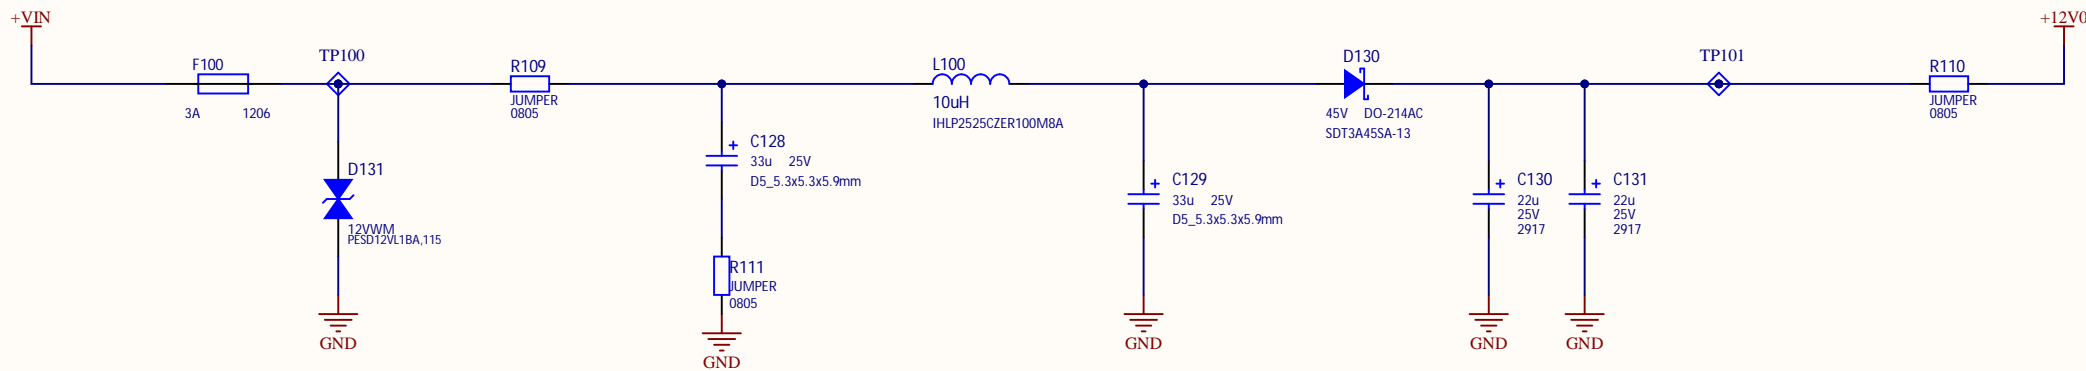 +VIN
F100
3A 1206
TP100
D131
12VWM
PESD12VL1BA,115
GND
R109
JUMPER
0805
C128
33u 25V
D5_5.3x5.3x5.9mm
R111
JUMPER
0805
GND
L100
10uH
IHLP2525CZER100M8A
C129
33u 25V
D5_5.3x5.3x5.9mm
GND
D130
45V DO-214AC
SDT3A45SA-13
C130
22u
25V
2917
GND
C131
22u
25V
2917
GND
TP101
R110
JUMPER
0805
+12V0